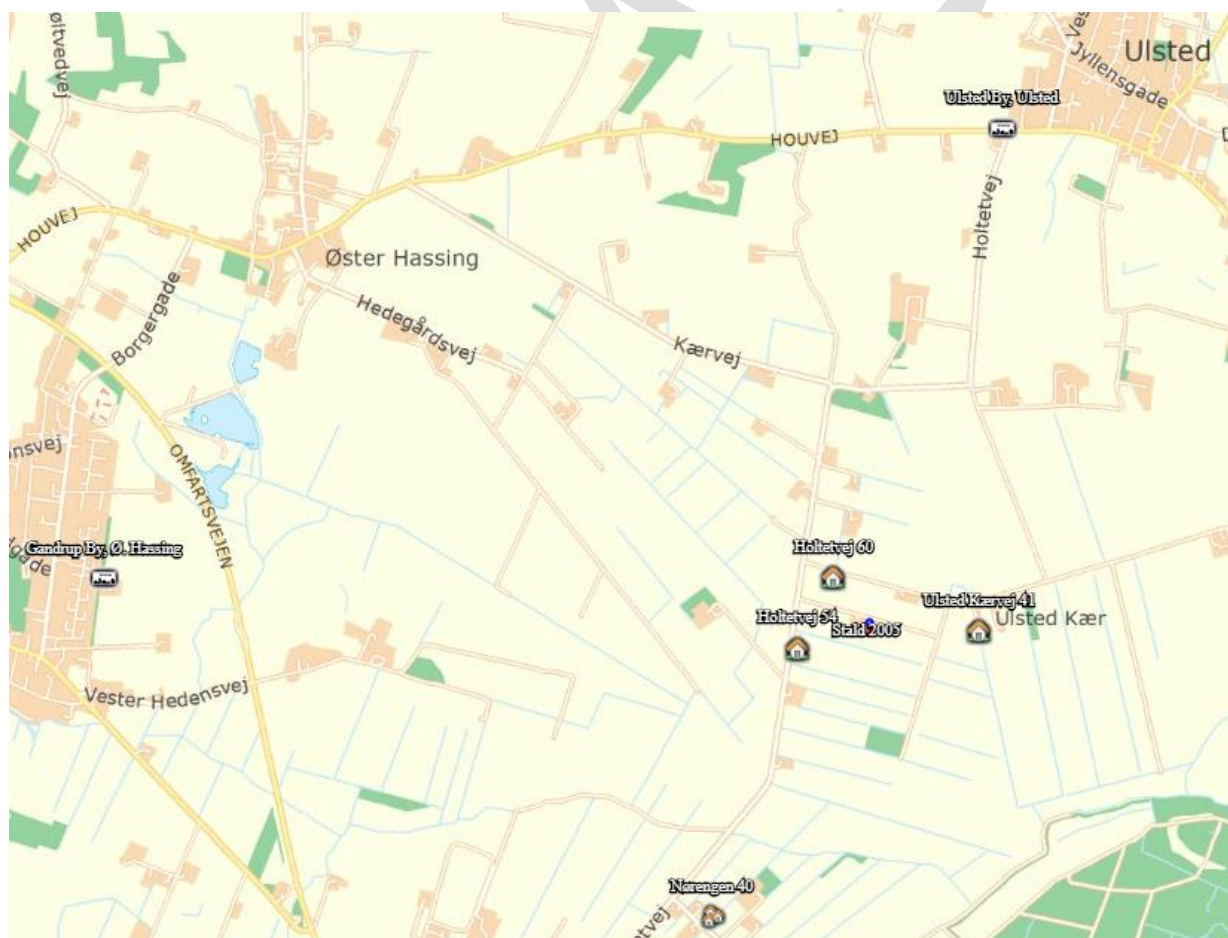 Ulsted
Jyllensgade
Ulsted By, Ulsted
HOUVEJ
Holtetvej
HOUVEJ
Øster Hassing
Borgergade
Hedegårdsvej
Kærvej
OMFARTSVEJEN
Gandrup By, Ø. Hassing
Holtetvej 60
Ulsted Kærvej 41
Ulsted Kær
Holtetvej 54
Stald 2005
Vester Hedensvej
Nørengen 40